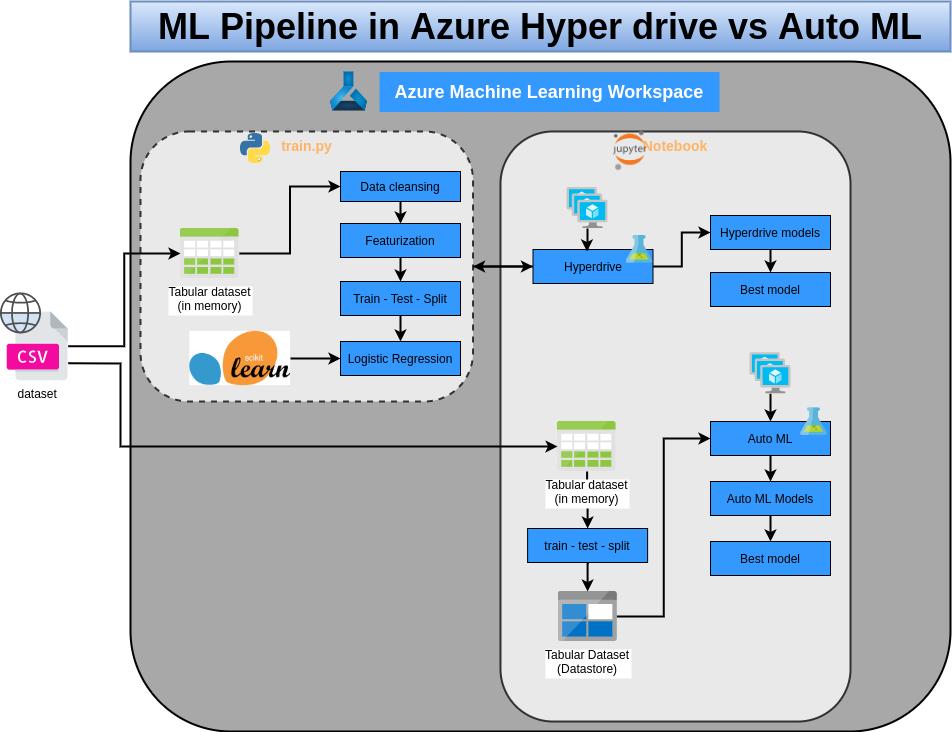 ML Pipeline in Azure Hyper drive vs Auto ML
Azure Machine Learning Workspace
train.py
Data cleansing
Featurization
Train - Test - Split
Logistic Regression
Tabular dataset
(in memory)
scikit
learn
CSV
dataset
jupyter
Notebook
Hyperdrive
Hyperdrive models
Best model
Tabular dataset
(in memory)
train - test - split
Tabular Dataset
(Datastore)
Auto ML
Auto ML Models
Best model